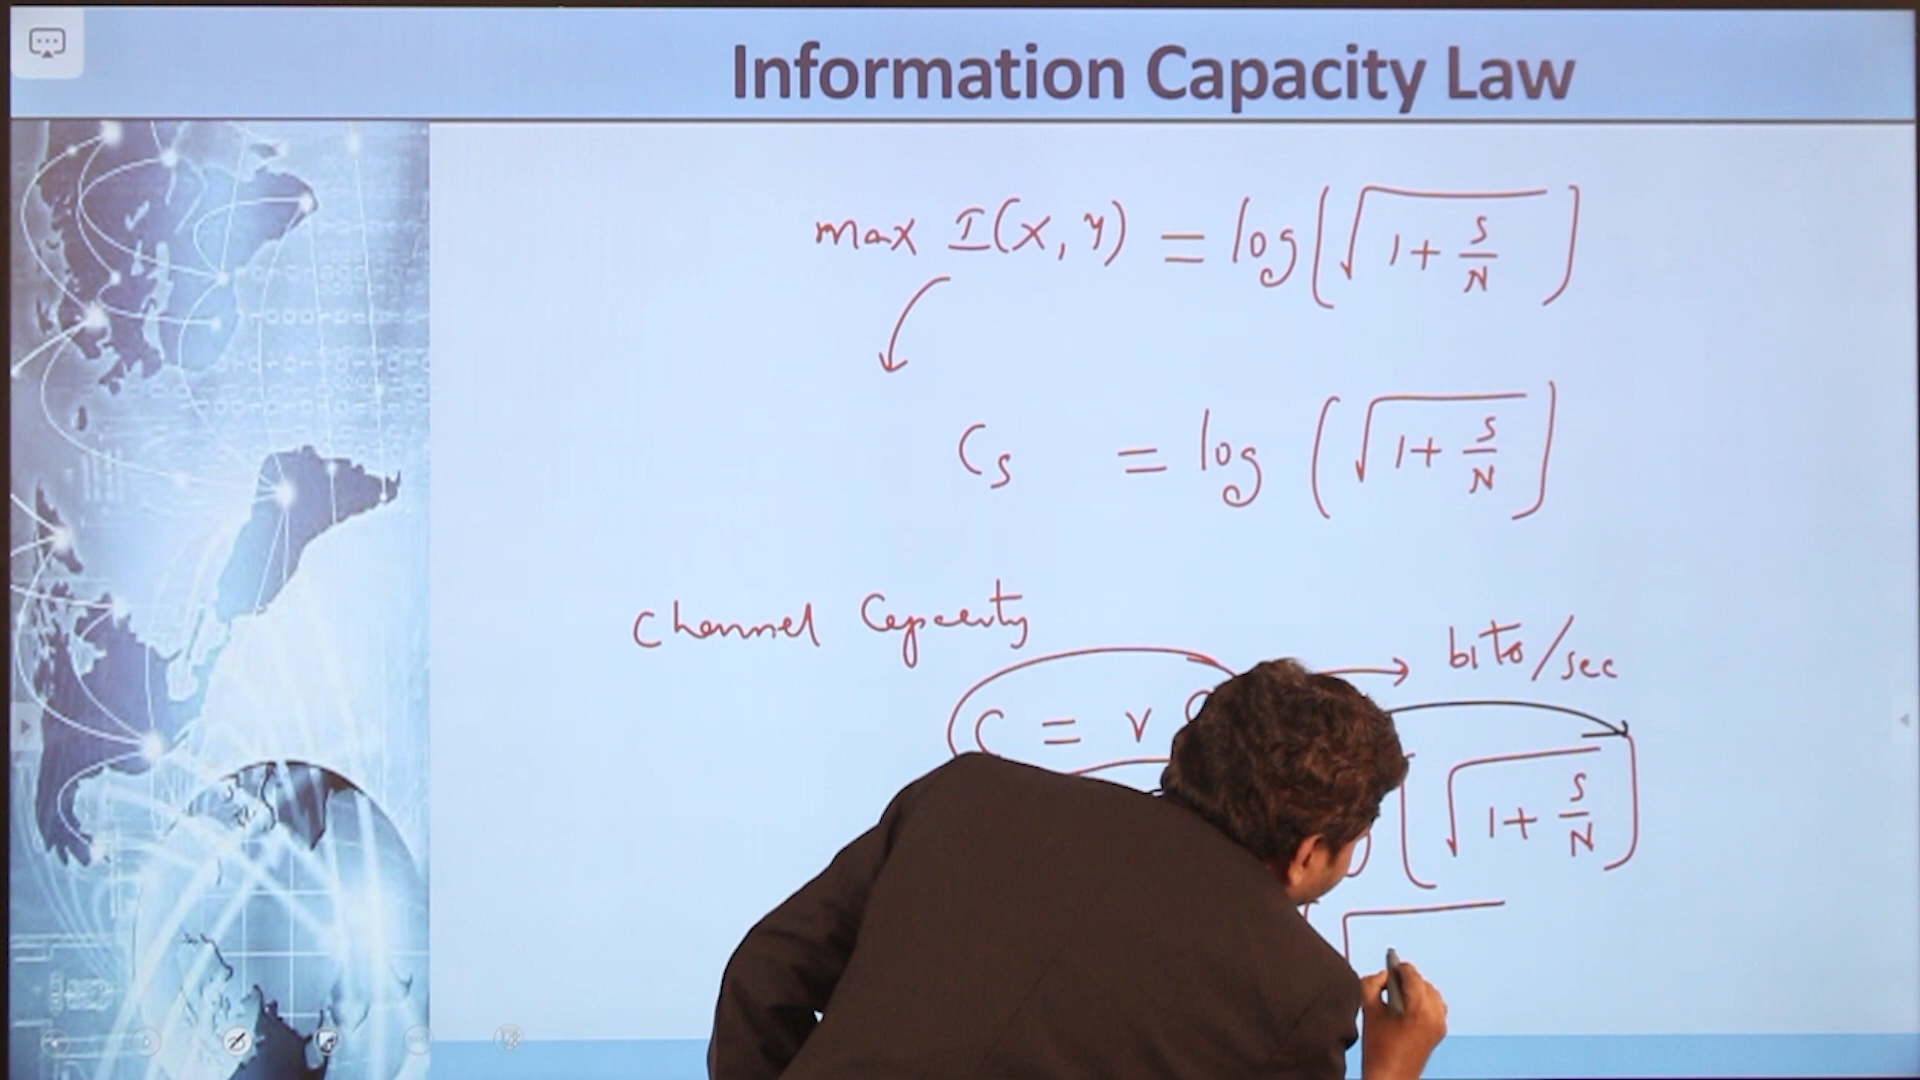 Information Capacity Law
max I(x, y) = log(√(1 + S/N))
Cs = log (√(1 + S/N))
Channel Capacity
bits/sec
C = r
(√(1 + S/N))